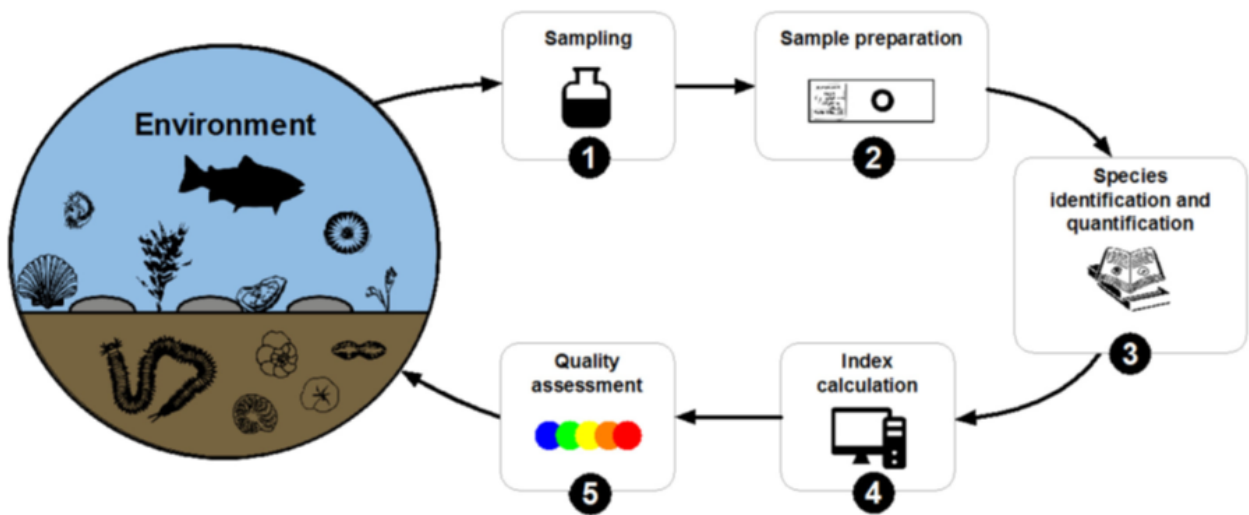 Environment
Sampling
1
Sample preparation
2
Species
identification and
quantification
3
Index
calculation
4
Quality
assessment
5